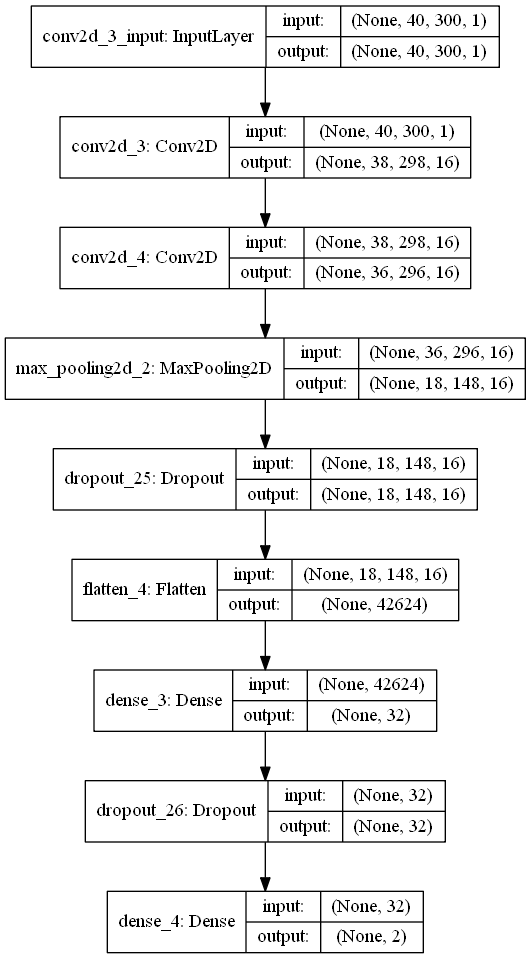 conv2d_3_input: InputLayer
input: (None, 40, 300, 1)
output: (None, 40, 300, 1)
conv2d_3: Conv2D
input: (None, 40, 300, 1)
output: (None, 38, 298, 16)
conv2d_4: Conv2D
input: (None, 38, 298, 16)
output: (None, 36, 296, 16)
max_pooling2d_2: MaxPooling2D
input: (None, 36, 296, 16)
output: (None, 18, 148, 16)
dropout_25: Dropout
input: (None, 18, 148, 16)
output: (None, 18, 148, 16)
flatten_4: Flatten
input: (None, 18, 148, 16)
output: (None, 42624)
dense_3: Dense
input: (None, 42624)
output: (None, 32)
dropout_26: Dropout
input: (None, 32)
output: (None, 32)
dense_4: Dense
input: (None, 32)
output: (None, 2)